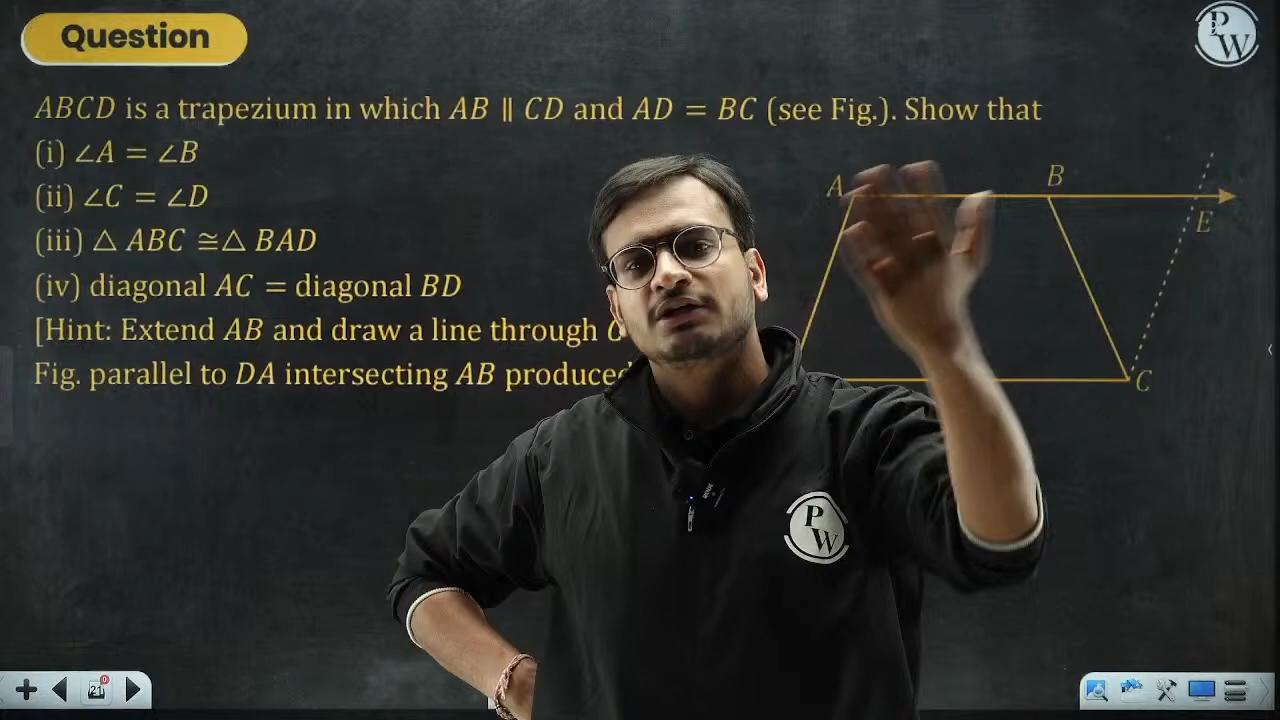 Question
P
W
ABCD is a trapezium in which AB ∥ CD and AD = BC (see Fig.). Show that
(i) ∠A = ∠B
(ii) ∠C = ∠D
(iii) △ ABC ≅△ BAD
(iv) diagonal AC = diagonal BD
[Hint: Extend AB and draw a line through
Fig. parallel to DA intersecting AB produced
A
B
E
C
P
W
21
0